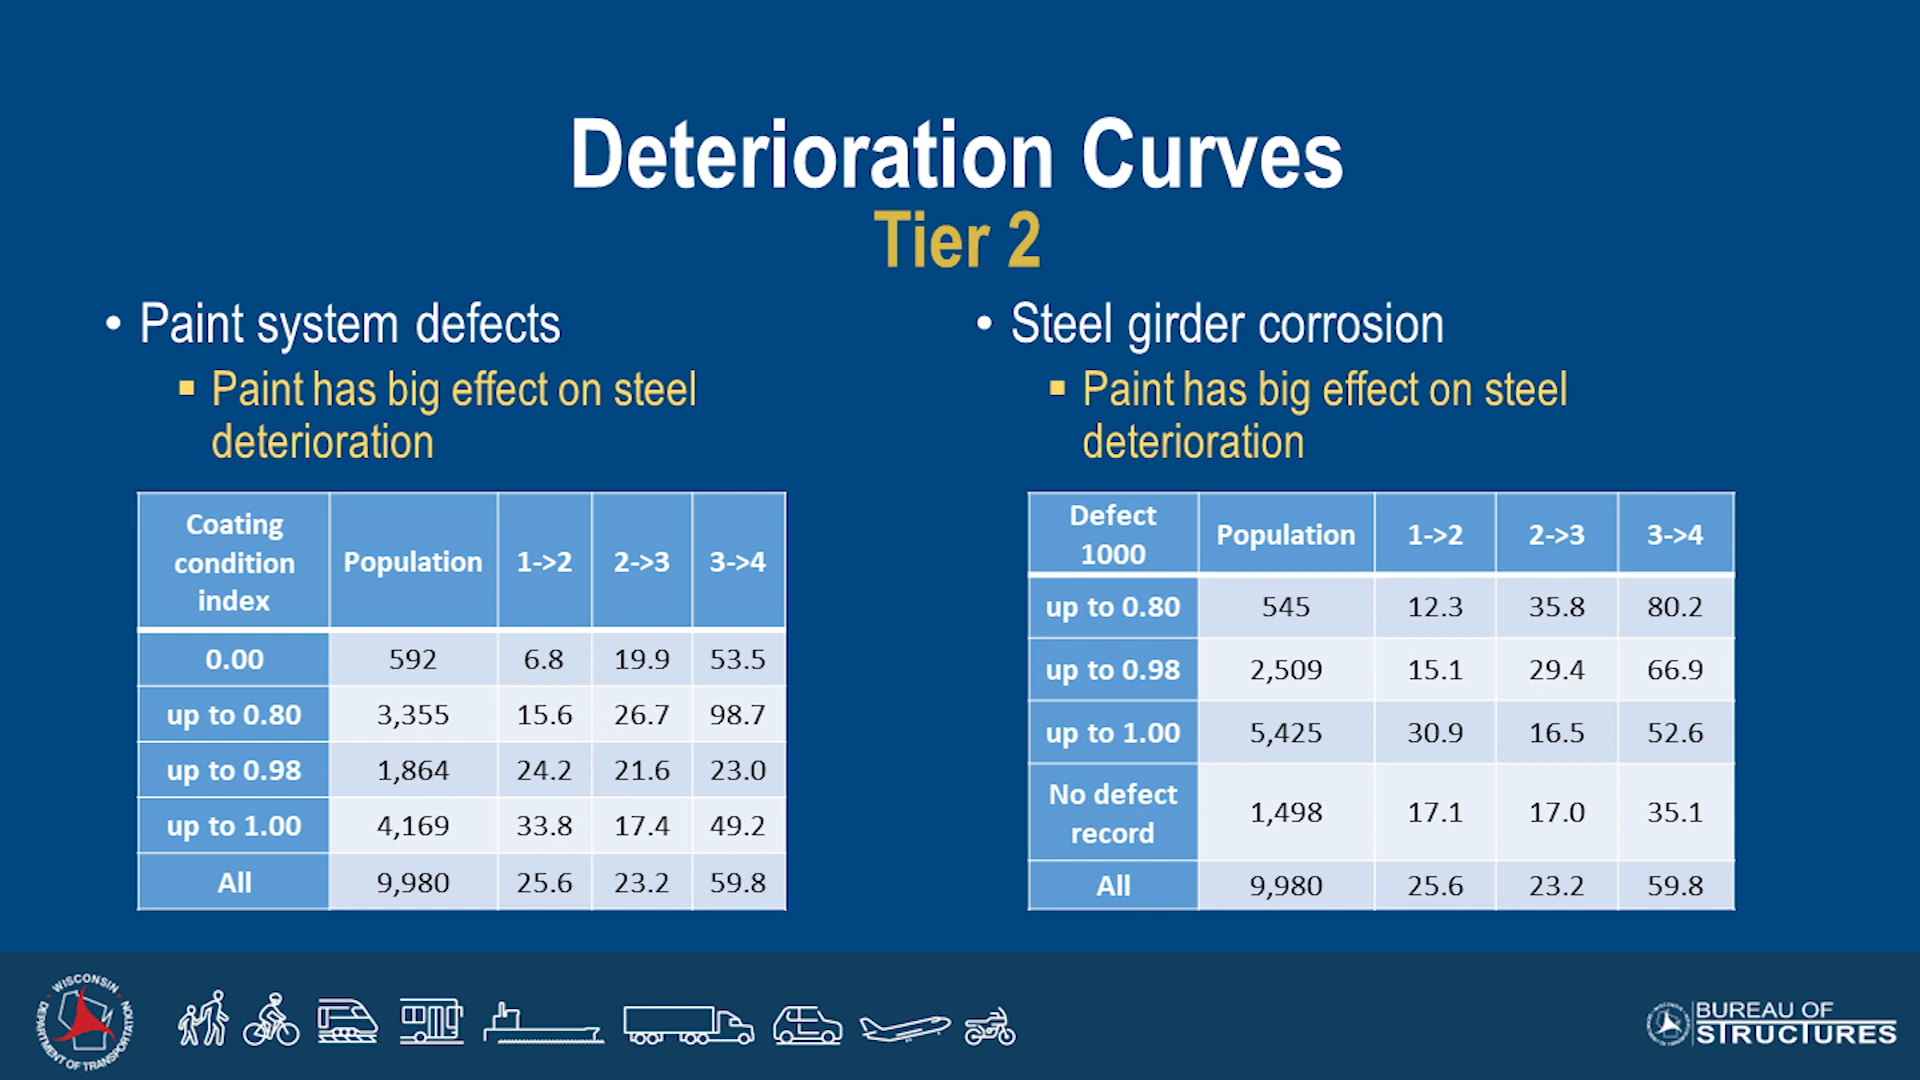 Deterioration Curves
Tier 2
• Paint system defects
▪ Paint has big effect on steel
deterioration
Coating condition index Population 1->2 2->3 3->4
0.00 592 6.8 19.9 53.5
up to 0.80 3,355 15.6 26.7 98.7
up to 0.98 1,864 24.2 21.6 23.0
up to 1.00 4,169 33.8 17.4 49.2
All 9,980 25.6 23.2 59.8
• Steel girder corrosion
▪ Paint has big effect on steel
deterioration
Defect 1000 Population 1->2 2->3 3->4
up to 0.80 545 12.3 35.8 80.2
up to 0.98 2,509 15.1 29.4 66.9
up to 1.00 5,425 30.9 16.5 52.6
No defect record 1,498 17.1 17.0 35.1
All 9,980 25.6 23.2 59.8
WISCONSIN
DEPARTMENT OF TRANSPORTATION
BUREAU OF
STRUCTURES